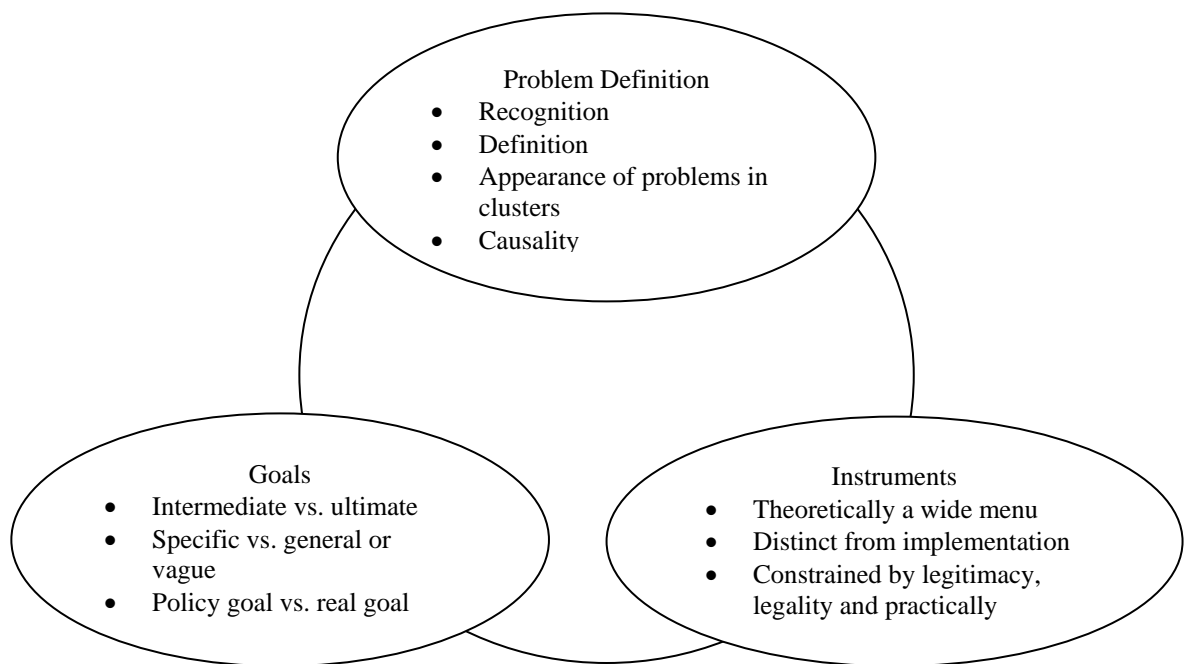 Problem Definition
• Recognition
• Definition
• Appearance of problems in
clusters
• Causality
Goals
• Intermediate vs. ultimate
• Specific vs. general or
vague
• Policy goal vs. real goal
Instruments
• Theoretically a wide menu
• Distinct from implementation
• Constrained by legitimacy,
legality and practically